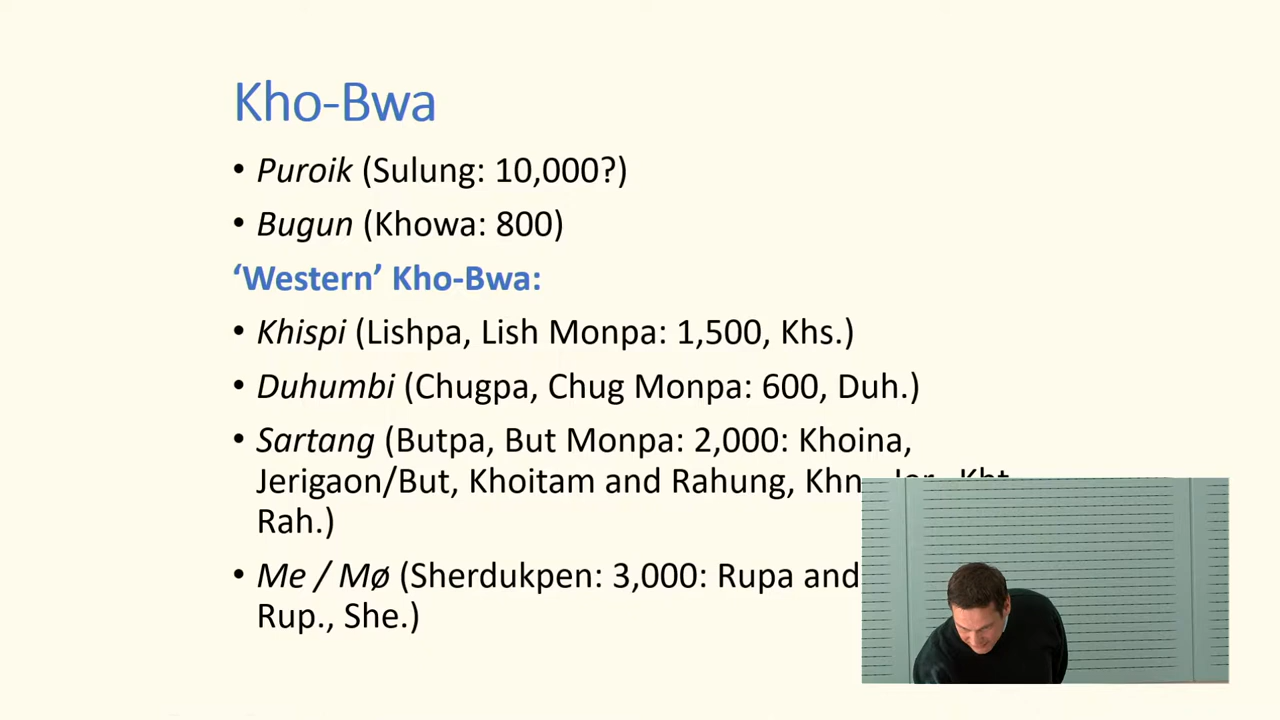 Kho-Bwa
• Puroik (Sulung: 10,000?)
• Bugun (Khowa: 800)
‘Western’ Kho-Bwa:
• Khispi (Lishpa, Lish Monpa: 1,500, Khs.)
• Duhumbi (Chugpa, Chug Monpa: 600, Duh.)
• Sartang (Butpa, But Monpa: 2,000: Khoina,
Jerigaon/But, Khoitam and Rahung, Khn
Rah.)
• Me / Mø (Sherdukpen: 3,000: Rupa and
Rup., She.)